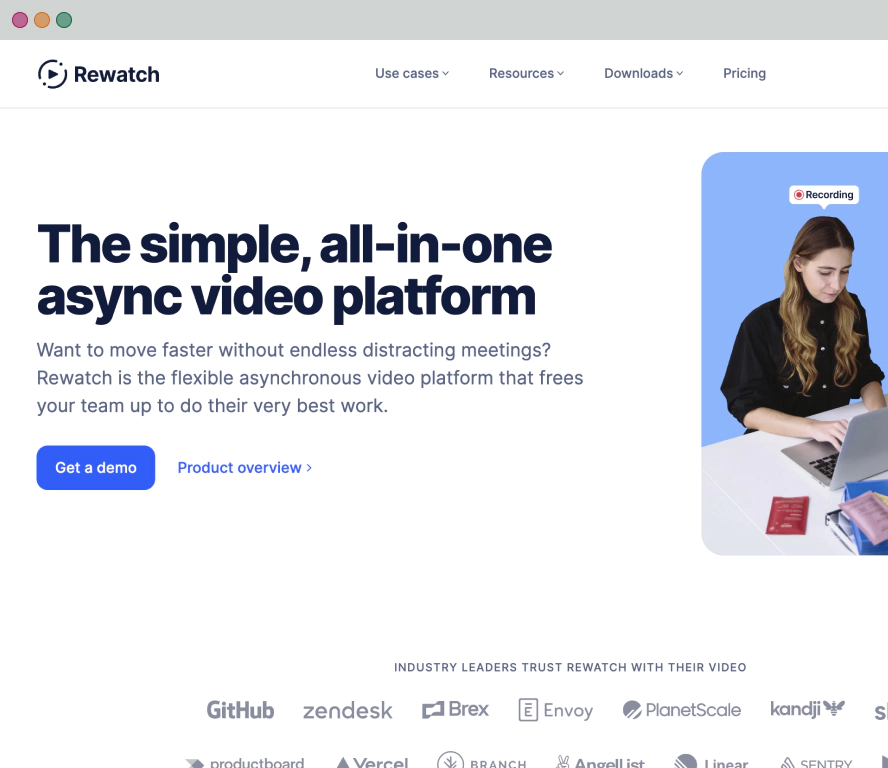 Rewatch
Use cases
Resources
Downloads
Pricing
Recording
The simple, all-in-one
async video platform
Want to move faster without endless distracting meetings?
Rewatch is the flexible asynchronous video platform that frees
your team up to do their very best work.
Get a demo
Product overview
INDUSTRY LEADERS TRUST REWATCH WITH THEIR VIDEO
GitHub zendesk Brex Envoy PlanetScale kandji
productboard Vercel BRANCH AngelList Linear SENTRY